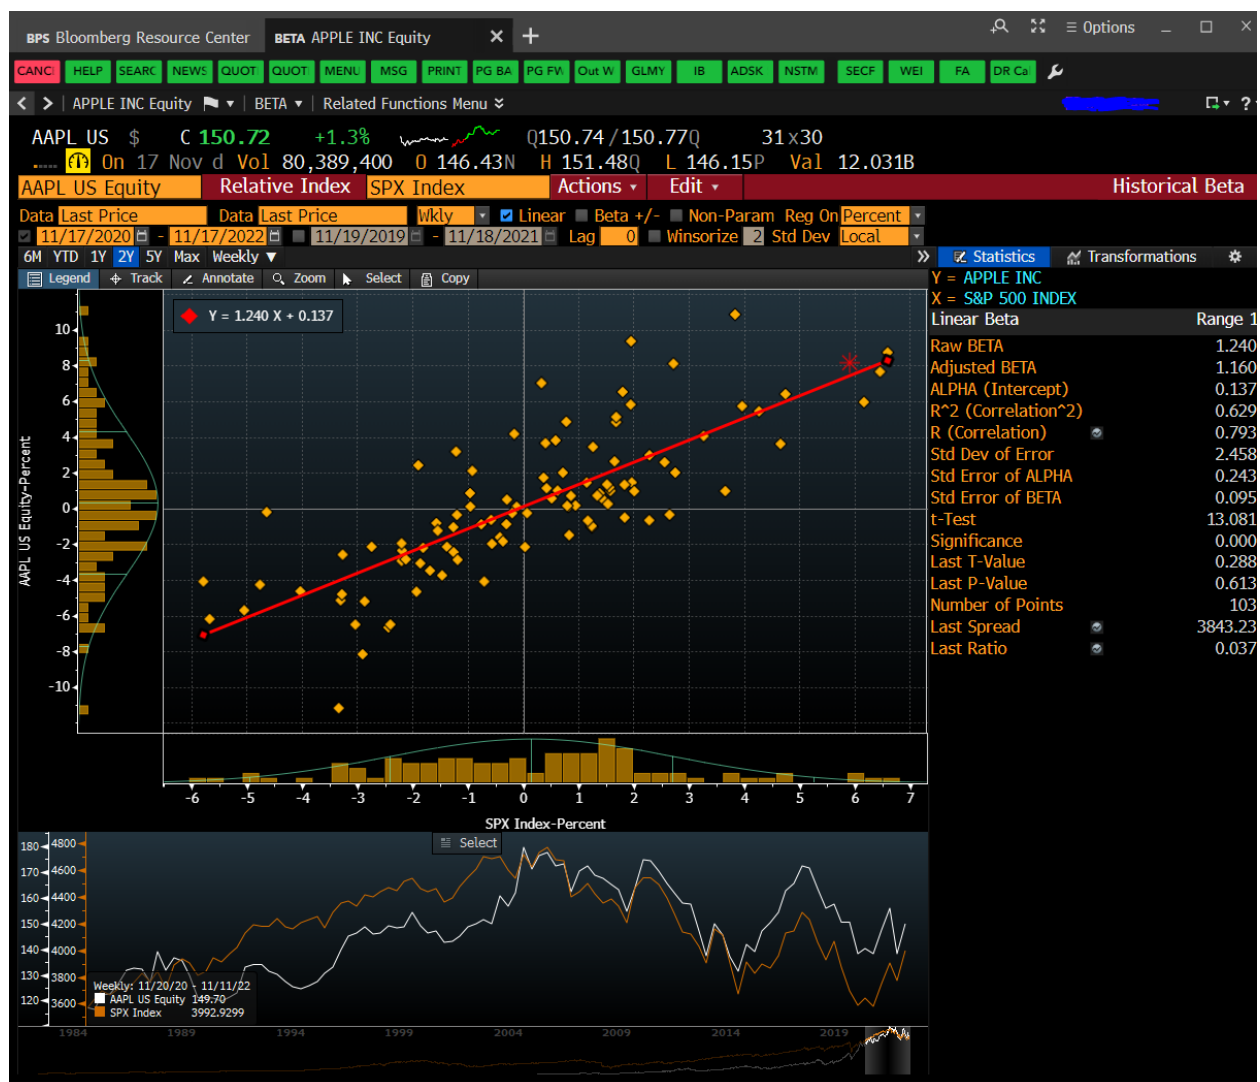 BPS Bloomberg Resource Center BETA APPLE INC Equity × + Options
CANC HELP SEARC NEWS QUOT QUOT MENU MSG PRINT PG BA PG FW Out W GLMY IB ADSK NSTM SECF WEI FA DR Ca
< > APPLE INC Equity BETA Related Functions Menu ?
AAPL US $ C 150.72 +1.3% Q150.74/150.77Q 31x30
On 17 Nov d Vol 80,389,400 O 146.43N H 151.48Q L 146.15P Val 12.031B
AAPL US Equity Relative Index SPX Index Actions Edit Historical Beta
Data Last Price Data Last Price Wkly Linear Beta +/- Non-Param Reg On Percent
11/17/2020 - 11/17/2022 11/19/2019 - 11/18/2021 Lag 0 Winsorize 2 Std Dev Local
6M YTD 1Y 2Y 5Y Max Weekly ▼ » Statistics Transformations
Legend Track Annotate Zoom Select Copy
Y = 1.240 X + 0.137
AAPL US Equity-Percent
10
8
6
4
2
0
-2
-4
-6
-8
-10
-6 -5 -4 -3 -2 -1 0 1 2 3 4 5 6 7
SPX Index-Percent
Y = APPLE INC
X = S&P 500 INDEX
Linear Beta Range 1
Raw BETA 1.240
Adjusted BETA 1.160
ALPHA (Intercept) 0.137
R^2 (Correlation^2) 0.629
R (Correlation) 0.793
Std Dev of Error 2.458
Std Error of ALPHA 0.243
Std Error of BETA 0.095
t-Test 13.081
Significance 0.000
Last T-Value 0.288
Last P-Value 0.613
Number of Points 103
Last Spread 3843.23
Last Ratio 0.037
Select
180 4800
170 4600
160 4400
150 4200
140 4000
130 3800
120 3600
Weekly: 11/20/20 - 11/11/22
AAPL US Equity 149.70
SPX Index 3992.9299
1984 1989 1994 1999 2004 2009 2014 2019